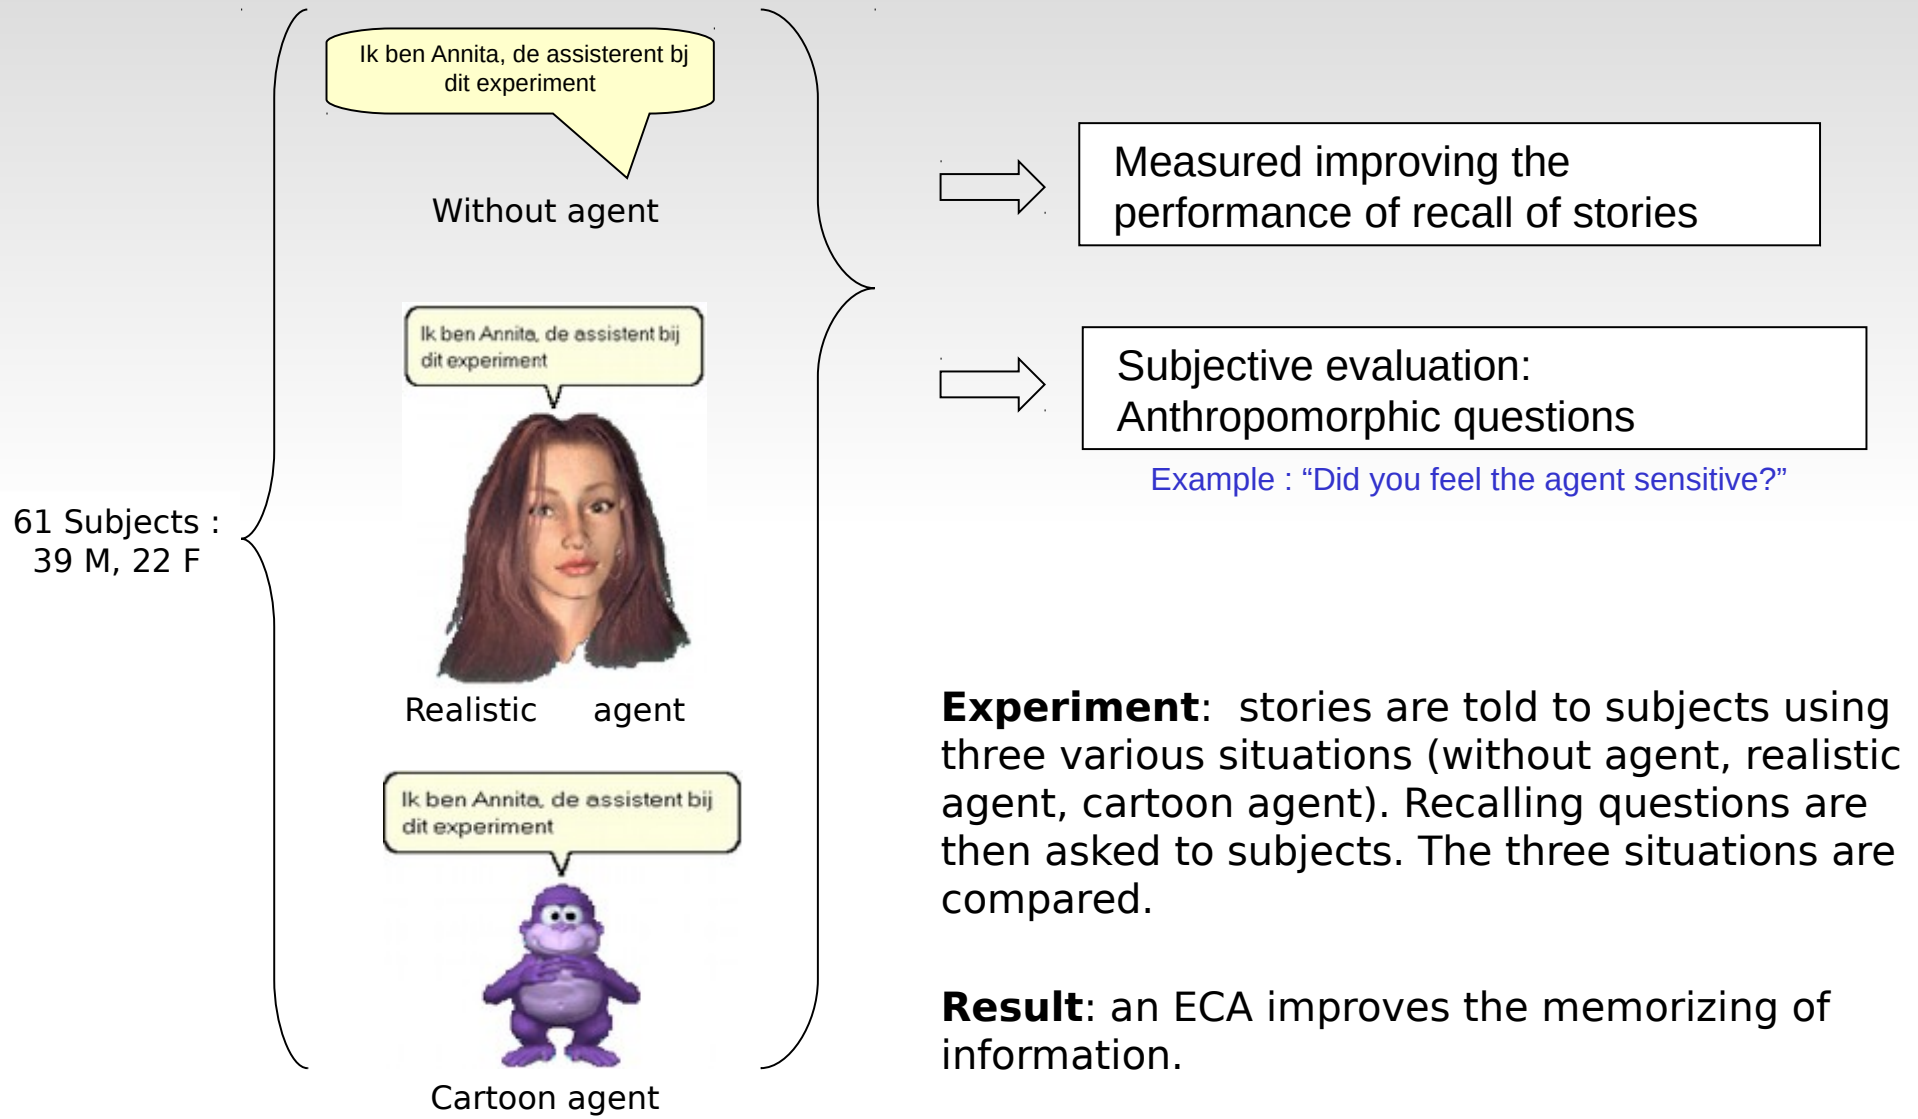 Ik ben Annita, de assisterent bj
dit experiment
Without agent
Ik ben Annita, de assistent bij
dit experiment
Realistic agent
Ik ben Annita, de assistent bij
dit experiment
Cartoon agent
61 Subjects :
39 M, 22 F
Measured improving the
performance of recall of stories
Subjective evaluation:
Anthropomorphic questions
Example : “Did you feel the agent sensitive?”
Experiment: stories are told to subjects using
three various situations (without agent, realistic
agent, cartoon agent). Recalling questions are
then asked to subjects. The three situations are
compared.
Result: an ECA improves the memorizing of
information.